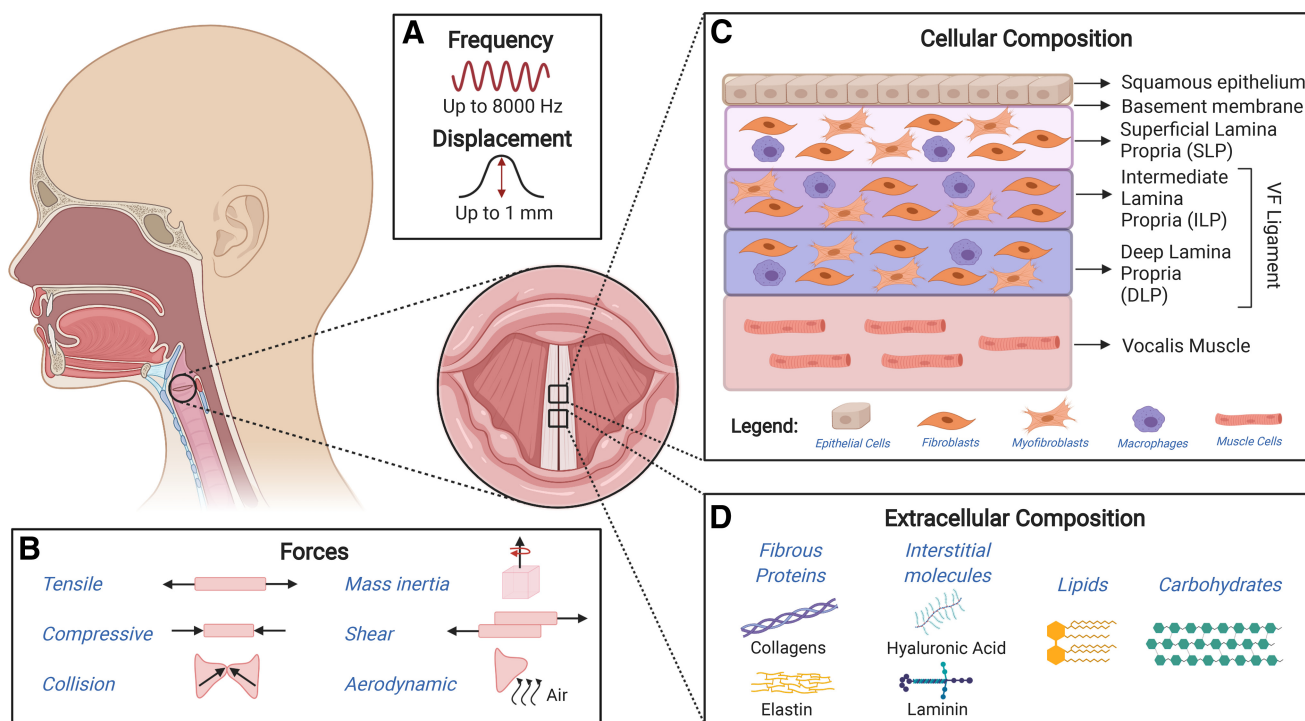 A
Frequency
Up to 8000 Hz
Displacement
Up to 1 mm
B
Forces
Tensile
Mass inertia
Compressive
Shear
Collision
Aerodynamic
Air
C
Cellular Composition
Squamous epithelium
Basement membrane
Superficial Lamina
Propria (SLP)
Intermediate
Lamina
Propria (ILP)
Deep Lamina
Propria
(DLP)
VF Ligament
Vocalis Muscle
Legend:
Epithelial Cells
Fibroblasts
Myofibroblasts
Macrophages
Muscle Cells
D
Extracellular Composition
Fibrous
Proteins
Interstitial
molecules
Lipids
Carbohydrates
Collagens
Hyaluronic Acid
Elastin
Laminin